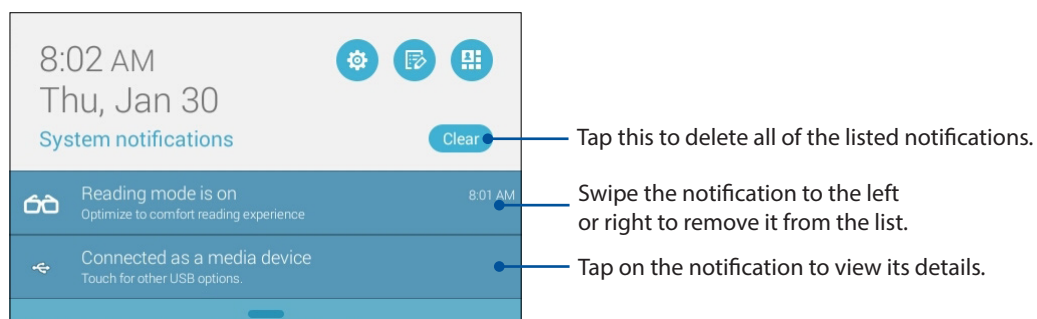 8:02 AM
Thu, Jan 30
System notifications
Clear
Tap this to delete all of the listed notifications.
Reading mode is on
8:01 AM
Optimize to comfort reading experience
Swipe the notification to the left
or right to remove it from the list.
Connected as a media device
Touch for other USB options.
Tap on the notification to view its details.